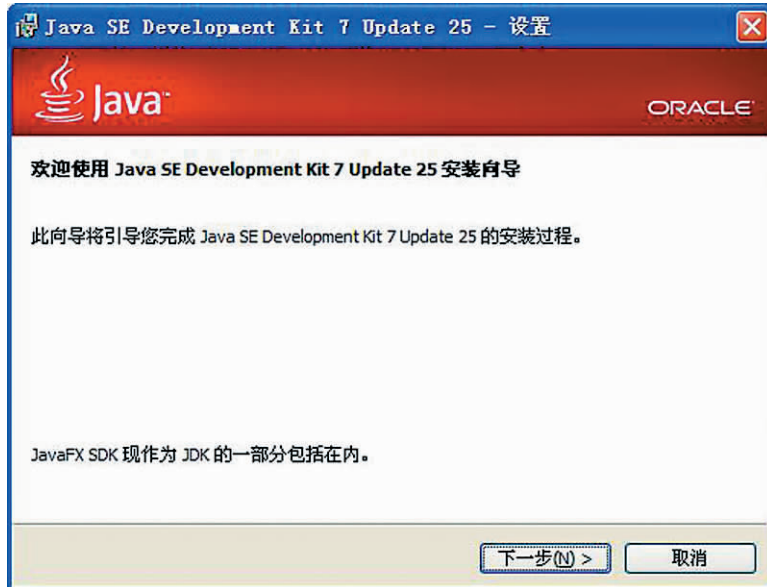 Java SE Development Kit 7 Update 25 - 设置
Java™
ORACLE
欢迎使用 Java SE Development Kit 7 Update 25 安装向导
此向导将引导您完成 Java SE Development Kit 7 Update 25 的安装过程。
JavaFX SDK 现作为 JDK 的一部分包括在内。
下一步(N) >
取消